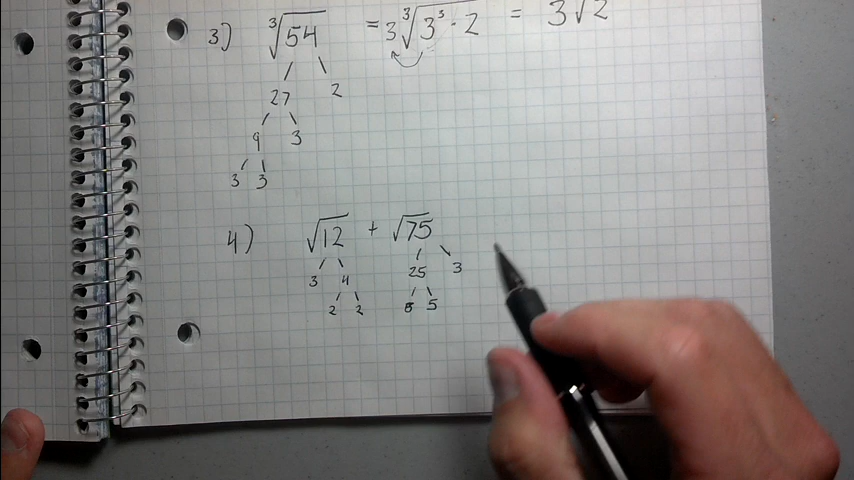 3) ∛54 = 3∛3³·2 = 3√2
27 2
9 3
3 3
4) √12 + √75
3 4 25 3
2 2 5 5